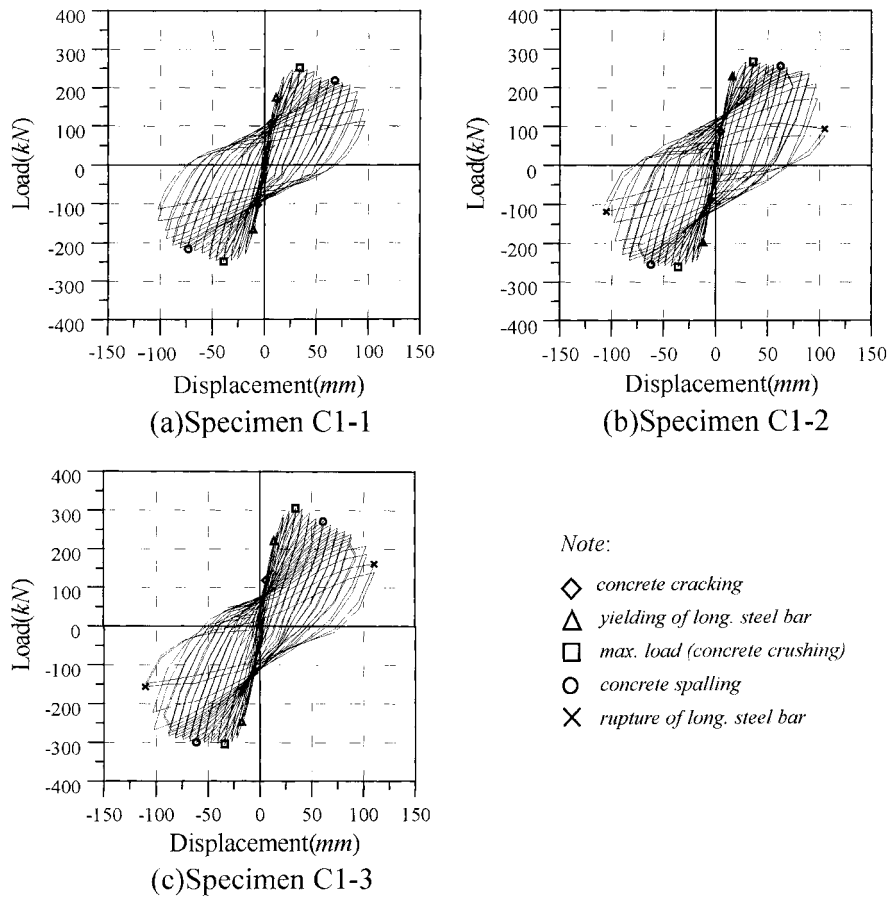 400
300
200
100
0
-100
-200
-300
-400
Load(kN)
-150 -100 -50 0 50 100 150
Displacement(mm)
(a)Specimen C1-1
400
300
200
100
0
-100
-200
-300
-400
Load(kN)
-150 -100 -50 0 50 100 150
Displacement(mm)
(b)Specimen C1-2
400
300
200
100
0
-100
-200
-300
-400
Load(kN)
-150 -100 -50 0 50 100 150
Displacement(mm)
(c)Specimen C1-3
Note:
concrete cracking
yielding of long. steel bar
max. load (concrete crushing)
concrete spalling
rupture of long. steel bar